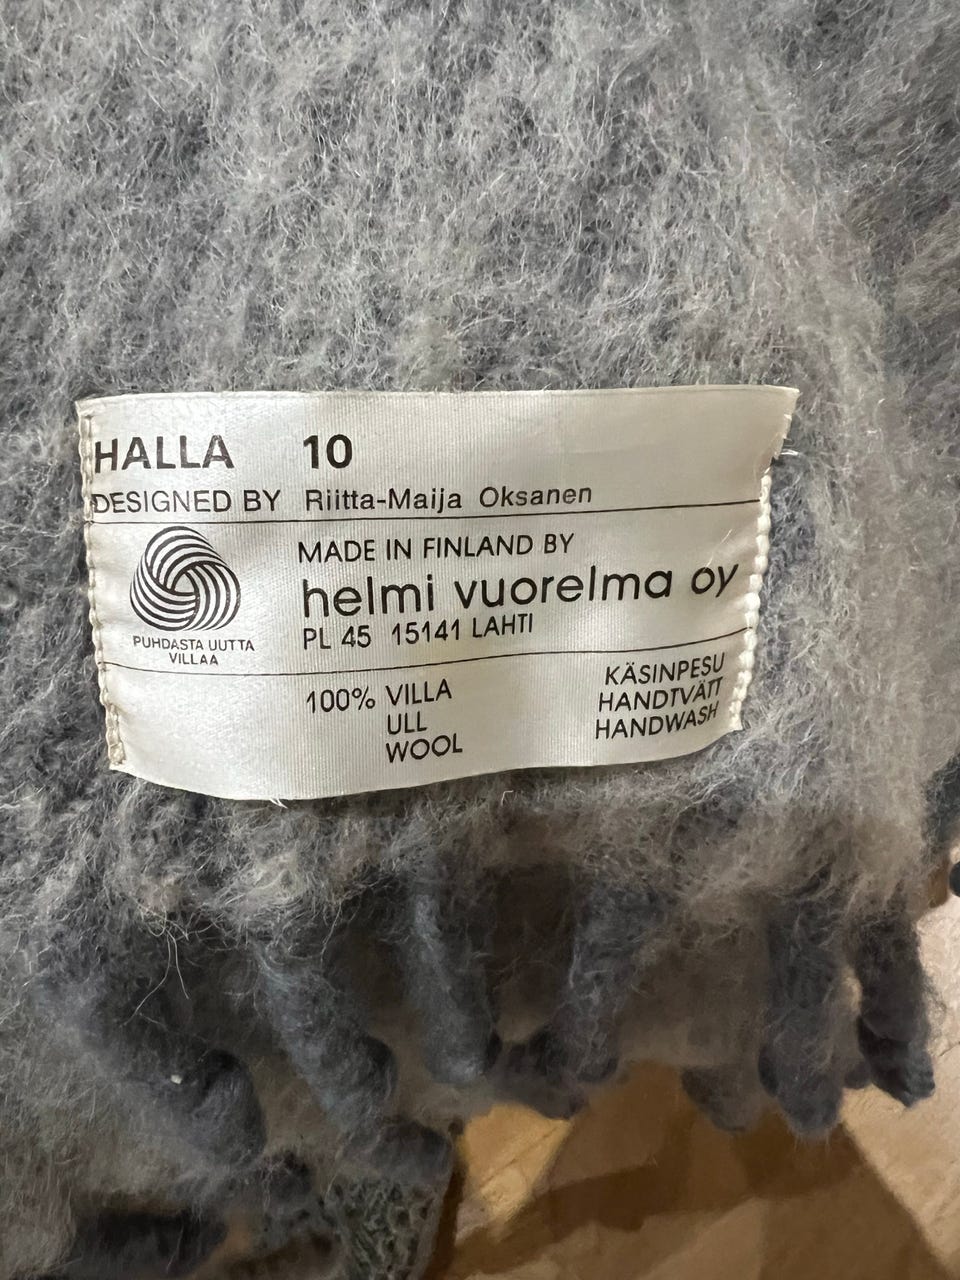 HALLA 10
DESIGNED BY Riitta-Maija Oksanen
MADE IN FINLAND BY
helmi vuorelma oy
PL 45 15141 LAHTI
PUHDASTA UUTTA
VILLAA
100% VILLA
ULL
WOOL
KÄSINPESU
HANDTVÄTT
HANDWASH